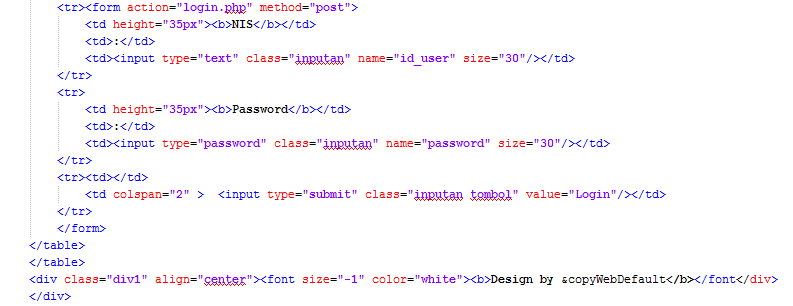 <tr><form action="login.php" method="post">
<td height="35px"><b>NIS</b></td>
<td>:</td>
<td><input type="text" class="inputan" name="id_user" size="30"/></td>
</tr>
<tr>
<td height="35px"><b>Password</b></td>
<td>:</td>
<td><input type="password" class="inputan" name="password" size="30"/></td>
</tr>
<tr><td></td>
<td colspan="2" >  <input type="submit" class="inputan tombol" value="Login"/></td>
</tr>
</form>
</table>
</table>
<div class="div1" align="center"><font size="-1" color="white"><b>Design by &copyWebDefault</b></font</div>
</div>